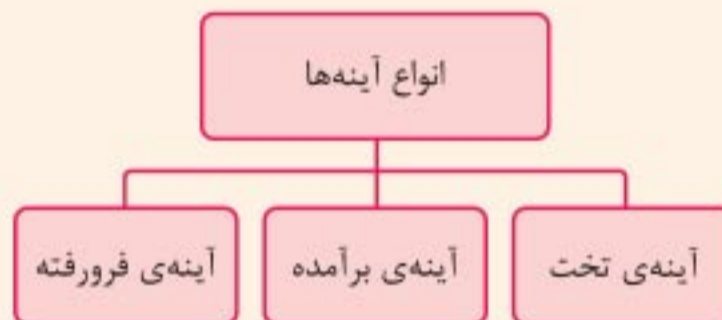 انواع آینه‌ها
آینه‌ی تخت
آینه‌ی برآمده
آینه‌ی فرورفته